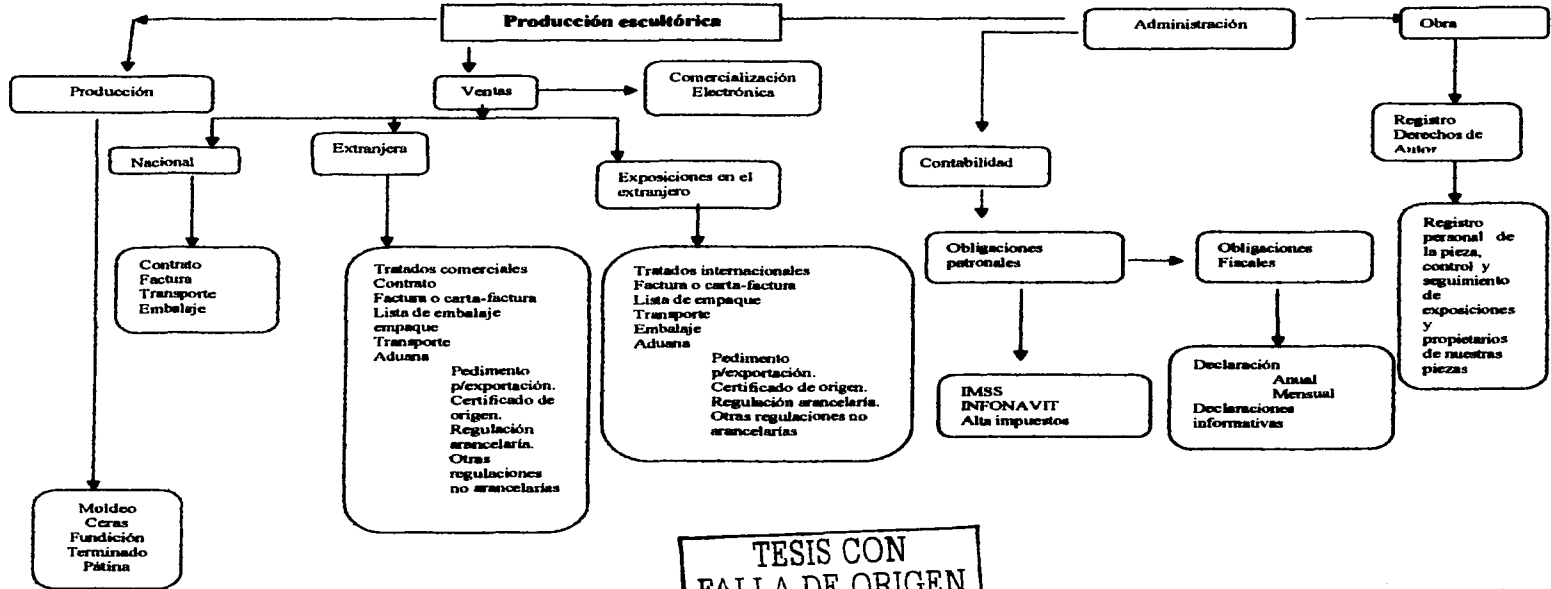 Producción escultórica
Administración
Obra
Producción
Ventas
Comercialización
Electrónica
Nacional
Extranjera
Exposiciones en el
extranjero
Contabilidad
Registro
Derechos de
Autor
Contrato
Factura
Transporte
Embalaje
Tratados comerciales
Contrato
Factura o carta-factura
Lista de embalaje
empaque
Transporte
Aduana
Pedimento
p/exportación.
Certificado de
origen.
Regulación
arancelaría.
Otras
regulaciones
no arancelarías
Tratados internacionales
Factura o carta-factura
Lista de empaque
Transporte
Embalaje
Aduana
Pedimento
p/exportación.
Certificado de origen.
Regulación arancelaría.
Otras regulaciones no
arancelarías
Obligaciones
patronales
Obligaciones
Fiscales
Registro
personal de
la pieza,
control y
seguimiento
de
exposiciones
y
propietarios
de nuestras
piezas
IMSS
INFONAVIT
Alta impuestos
Declaración
Anual
Mensual
Declaraciones
informativas
Moldeo
Ceras
Fundición
Terminado
Pátina
TESIS CON
FALLA DE ORIGEN